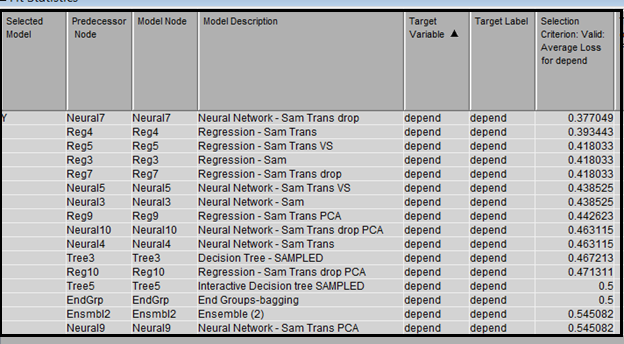 Fit Statistics
Selected Model Predecessor Node Model Node Model Description Target Variable ▲ Target Label Selection Criterion: Valid: Average Loss for depend
Y Neural7 Neural7 Neural Network - Sam Trans drop depend depend 0.377049
Reg4 Reg4 Regression - Sam Trans depend depend 0.393443
Reg5 Reg5 Regression - Sam Trans VS depend depend 0.418033
Reg3 Reg3 Regression - Sam depend depend 0.418033
Reg7 Reg7 Regression - Sam Trans drop depend depend 0.418033
Neural5 Neural5 Neural Network - Sam Trans VS depend depend 0.438525
Neural3 Neural3 Neural Network - Sam depend depend 0.438525
Reg9 Reg9 Regression - Sam Trans PCA depend depend 0.442623
Neural10 Neural10 Neural Network - Sam Trans drop PCA depend depend 0.463115
Neural4 Neural4 Neural Network - Sam Trans depend depend 0.463115
Tree3 Tree3 Decision Tree - SAMPLED depend depend 0.467213
Reg10 Reg10 Regression - Sam Trans drop PCA depend depend 0.471311
Tree5 Tree5 Interactive Decision tree SAMPLED depend depend 0.5
EndGrp EndGrp End Groups-bagging depend depend 0.5
Ensmbl2 Ensmbl2 Ensemble (2) depend depend 0.545082
Neural9 Neural9 Neural Network - Sam Trans PCA depend depend 0.545082